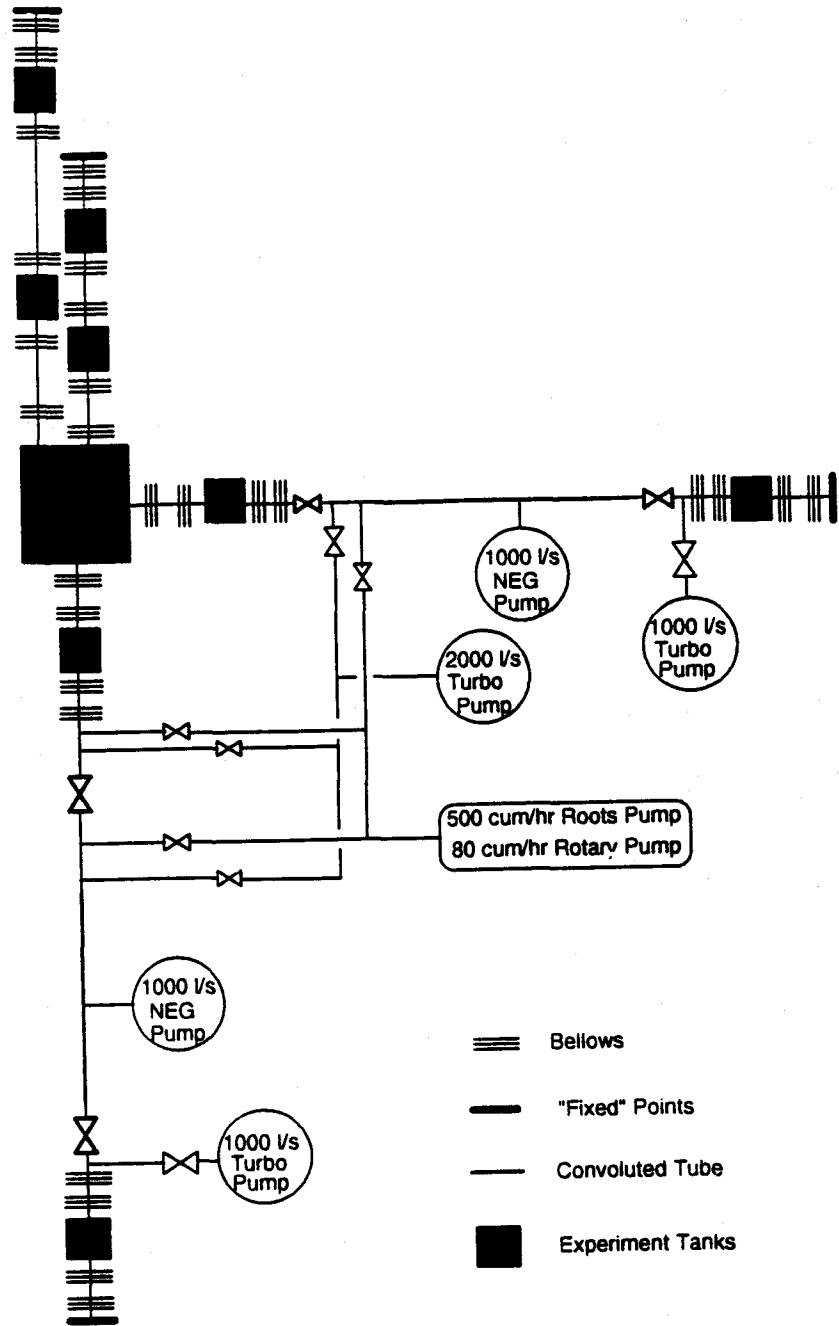 1000 l/s
NEG
Pump
1000 l/s
Turbo
Pump
2000 l/s
Turbo
Pump
500 cum/hr Roots Pump
80 cum/hr Rotary Pump
1000 l/s
NEG
Pump
1000 l/s
Turbo
Pump
Bellows
"Fixed" Points
Convoluted Tube
Experiment Tanks